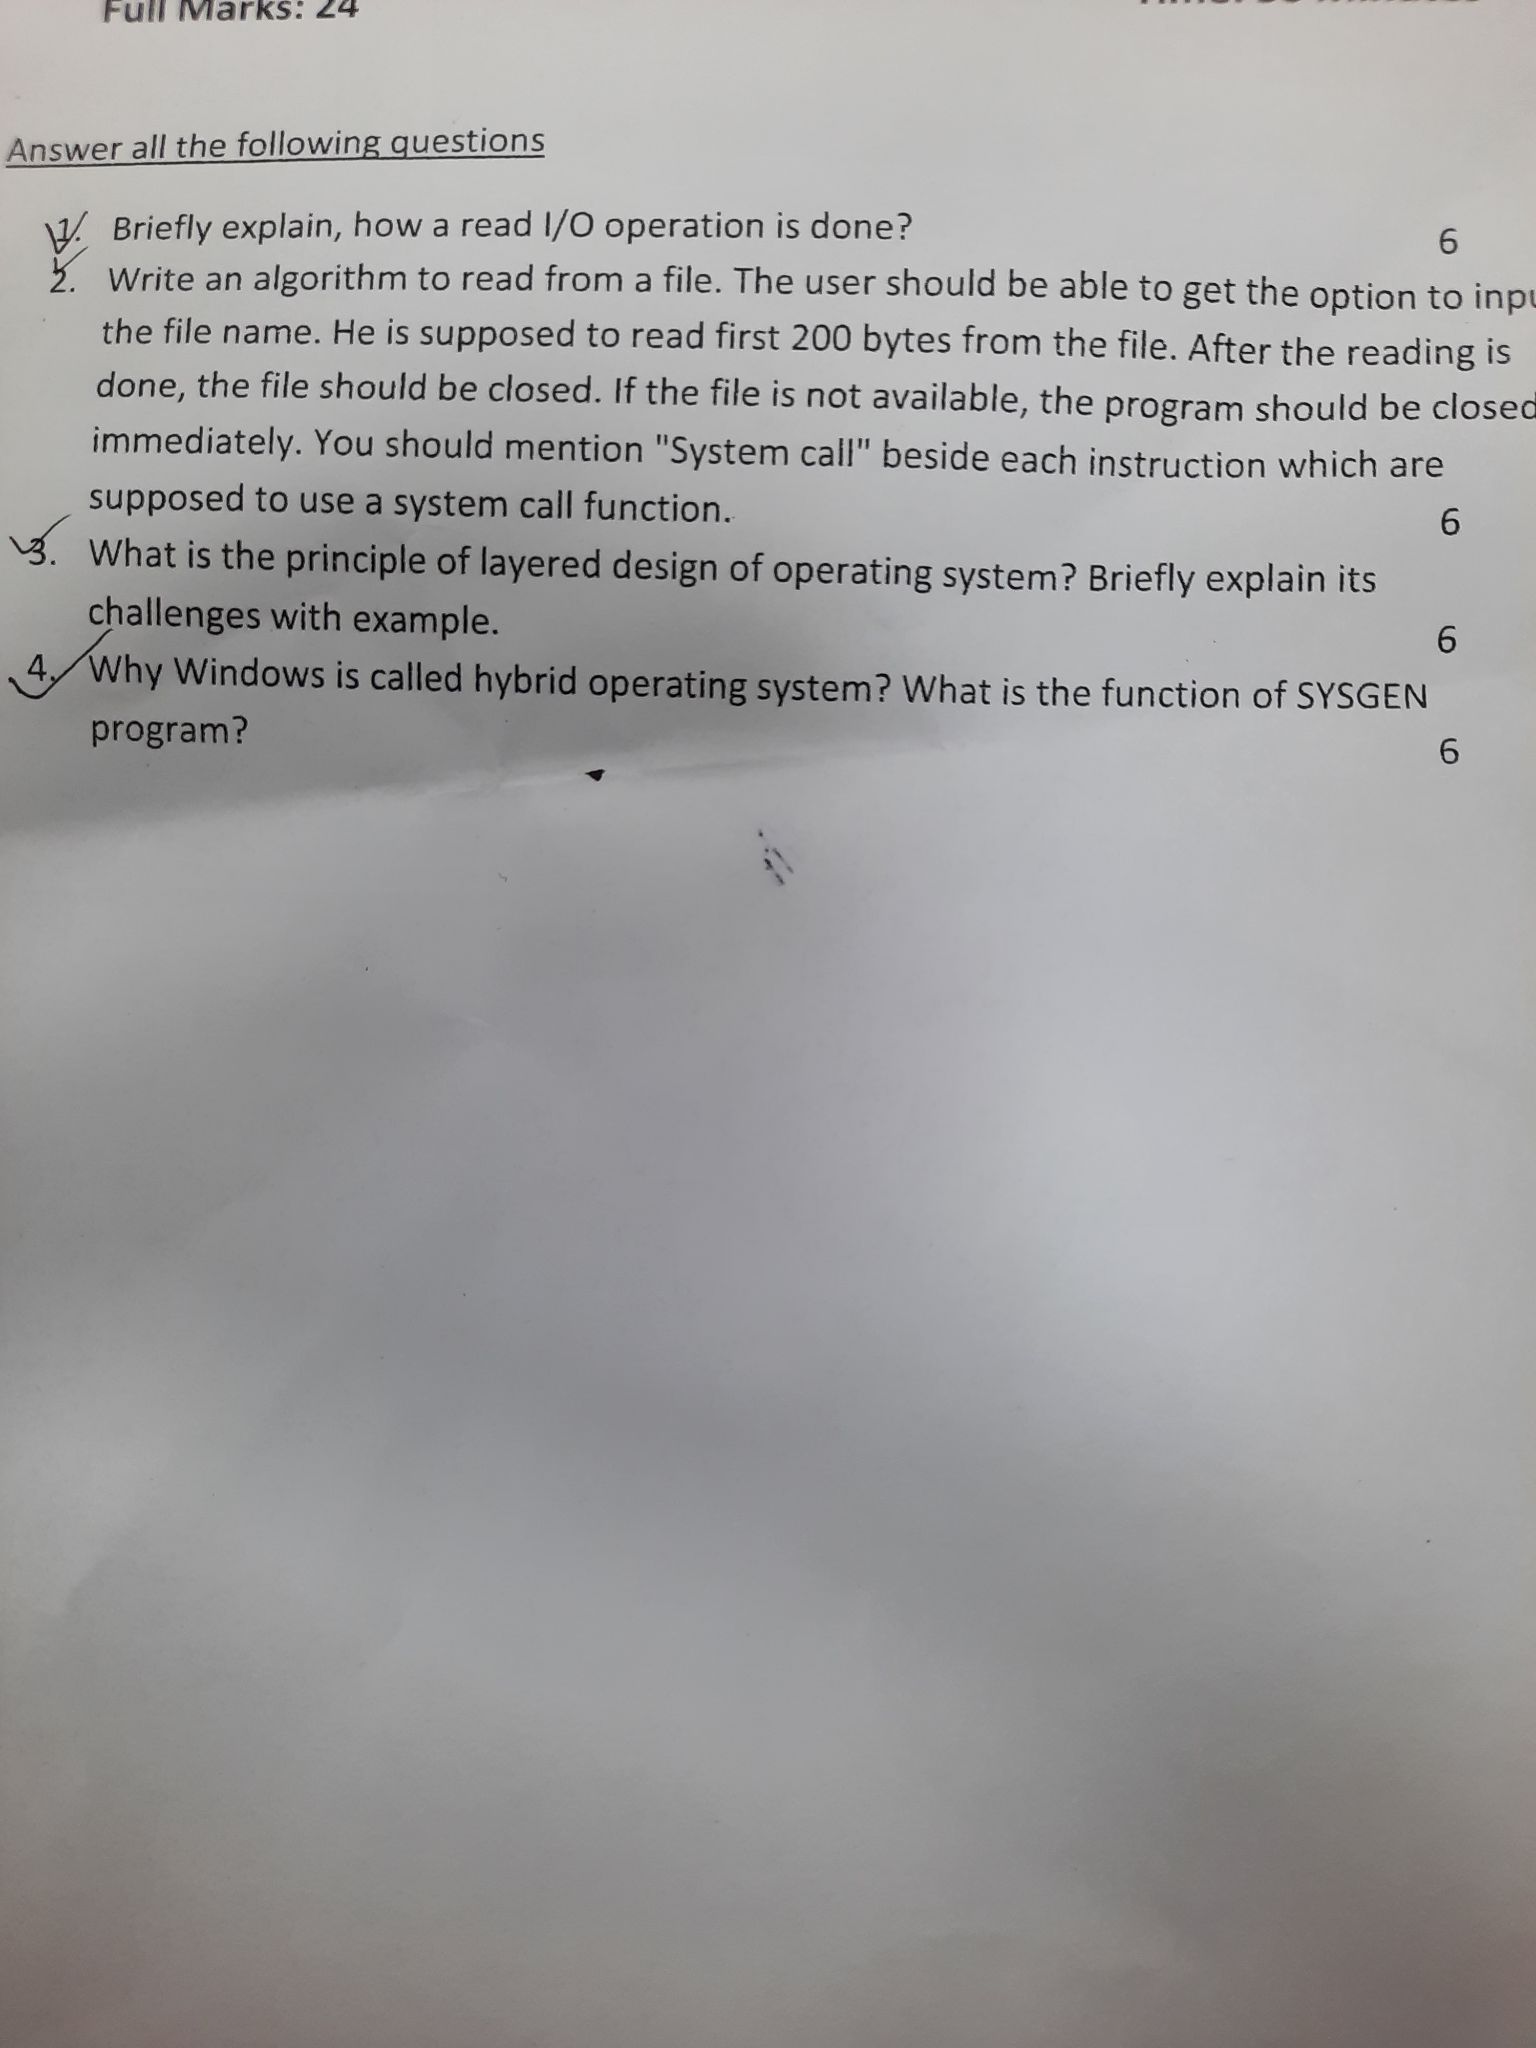 Full Marks: 24
Answer all the following questions
1. Briefly explain, how a read I/O operation is done? 6
2. Write an algorithm to read from a file. The user should be able to get the option to inpu
the file name. He is supposed to read first 200 bytes from the file. After the reading is
done, the file should be closed. If the file is not available, the program should be closed
immediately. You should mention "System call" beside each instruction which are
supposed to use a system call function. 6
3. What is the principle of layered design of operating system? Briefly explain its
challenges with example. 6
4. Why Windows is called hybrid operating system? What is the function of SYSGEN
program? 6